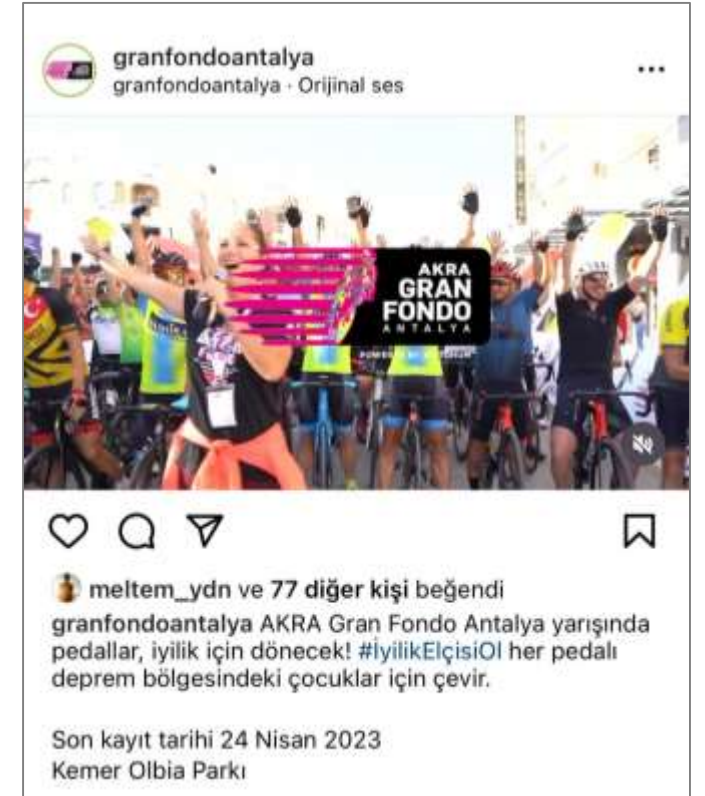 granfondoantalya
granfondoantalya · Orijinal ses
AKRA
GRAN
FONDO
ANTALYA
meltem_ydn ve 77 diğer kişi beğendi
granfondoantalya AKRA Gran Fondo Antalya yarışında
pedallar, iyilik için dönecek! #İyilikElçisiOl her pedalı
deprem bölgesindeki çocuklar için çevir.
Son kayıt tarihi 24 Nisan 2023
Kemer Olbia Parkı